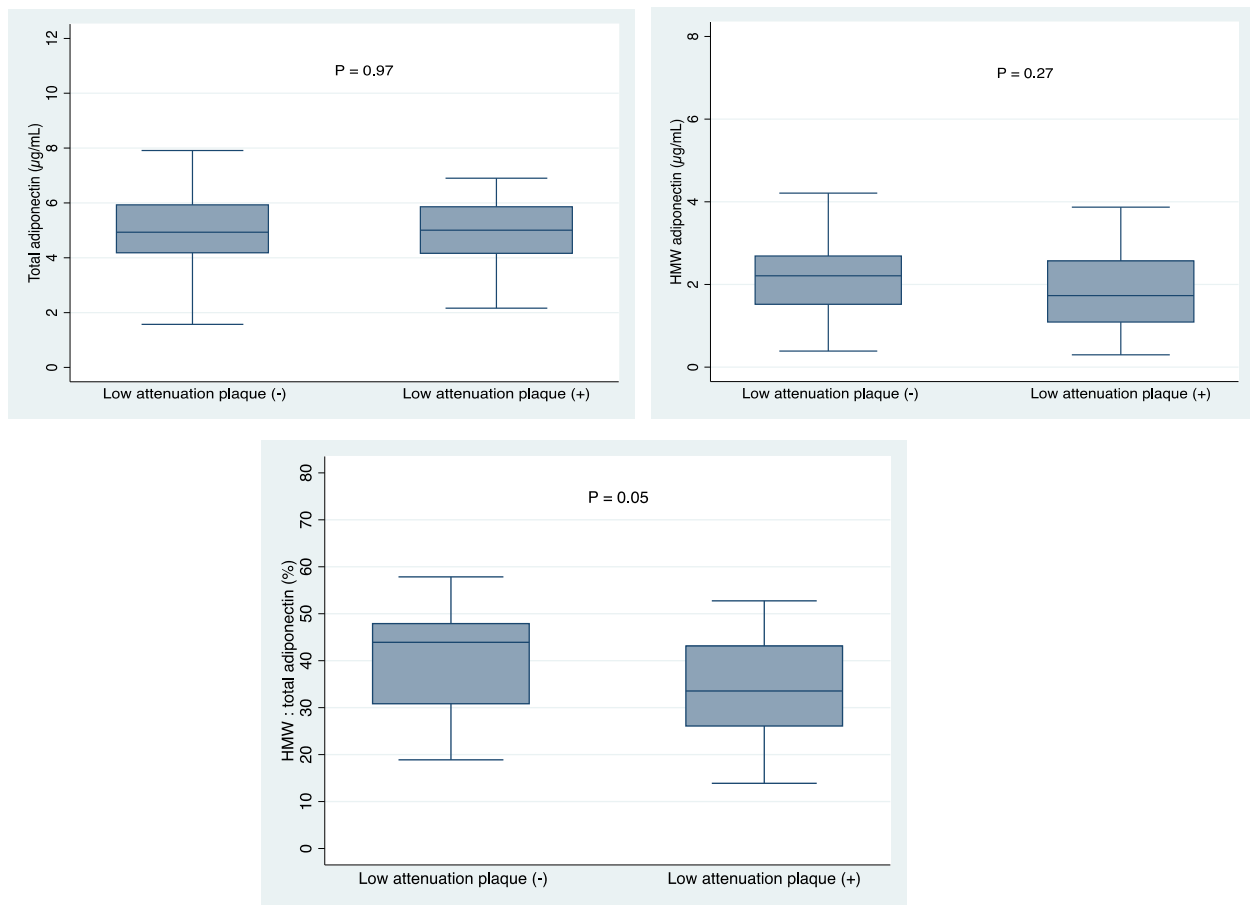 Total adiponectin (µg/mL)
12
10
8
6
4
2
0
P = 0.97
Low attenuation plaque (-)
Low attenuation plaque (+)
HMW adiponectin (µg/mL)
8
6
4
2
0
P = 0.27
Low attenuation plaque (-)
Low attenuation plaque (+)
HMW : total adiponectin (%)
80
70
60
50
40
30
20
10
0
P = 0.05
Low attenuation plaque (-)
Low attenuation plaque (+)